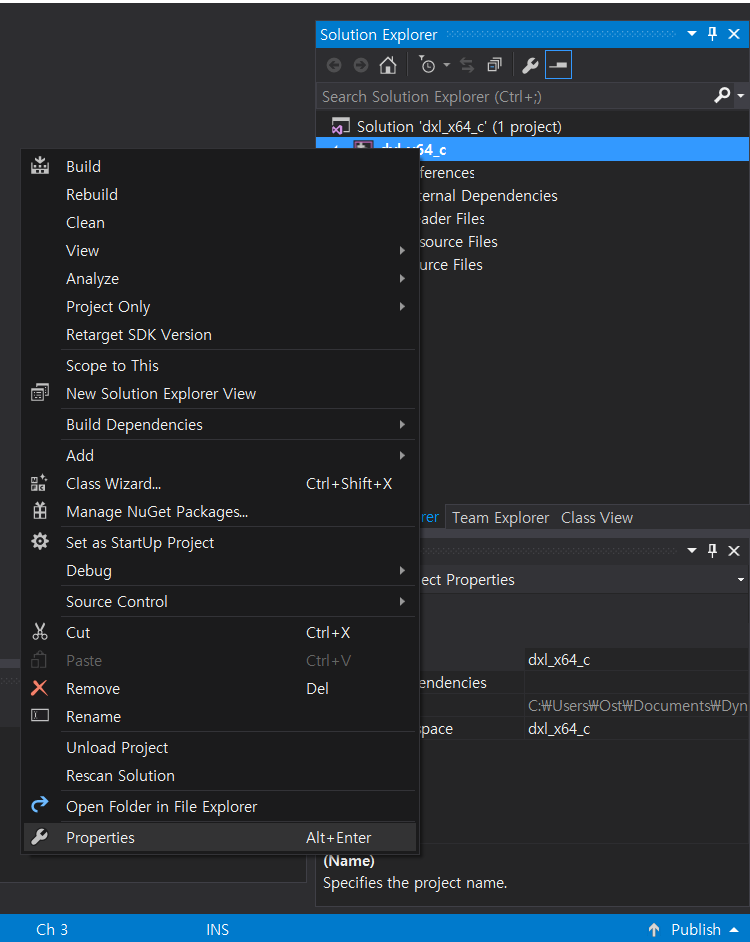 Solution Explorer
Search Solution Explorer (Ctrl+;)
Solution 'dxl_x64_c' (1 project)
64_c
ferences
ternal Dependencies
ader Files
source Files
urce Files
Build
Rebuild
Clean
View
Analyze
Project Only
Retarget SDK Version
Scope to This
New Solution Explorer View
Build Dependencies
Add
Class Wizard... Ctrl+Shift+X
Manage NuGet Packages...
Set as StartUp Project
Debug
Source Control
Cut Ctrl+X
Paste Ctrl+V
Remove Del
Rename
Unload Project
Rescan Solution
Open Folder in File Explorer
Properties Alt+Enter
rer Team Explorer Class View
ect Properties
dxl_x64_c
endencies
C:₩Users₩Ost₩Documents₩Dyn
pace dxl_x64_c
(Name)
Specifies the project name.
Ch 3 INS Publish